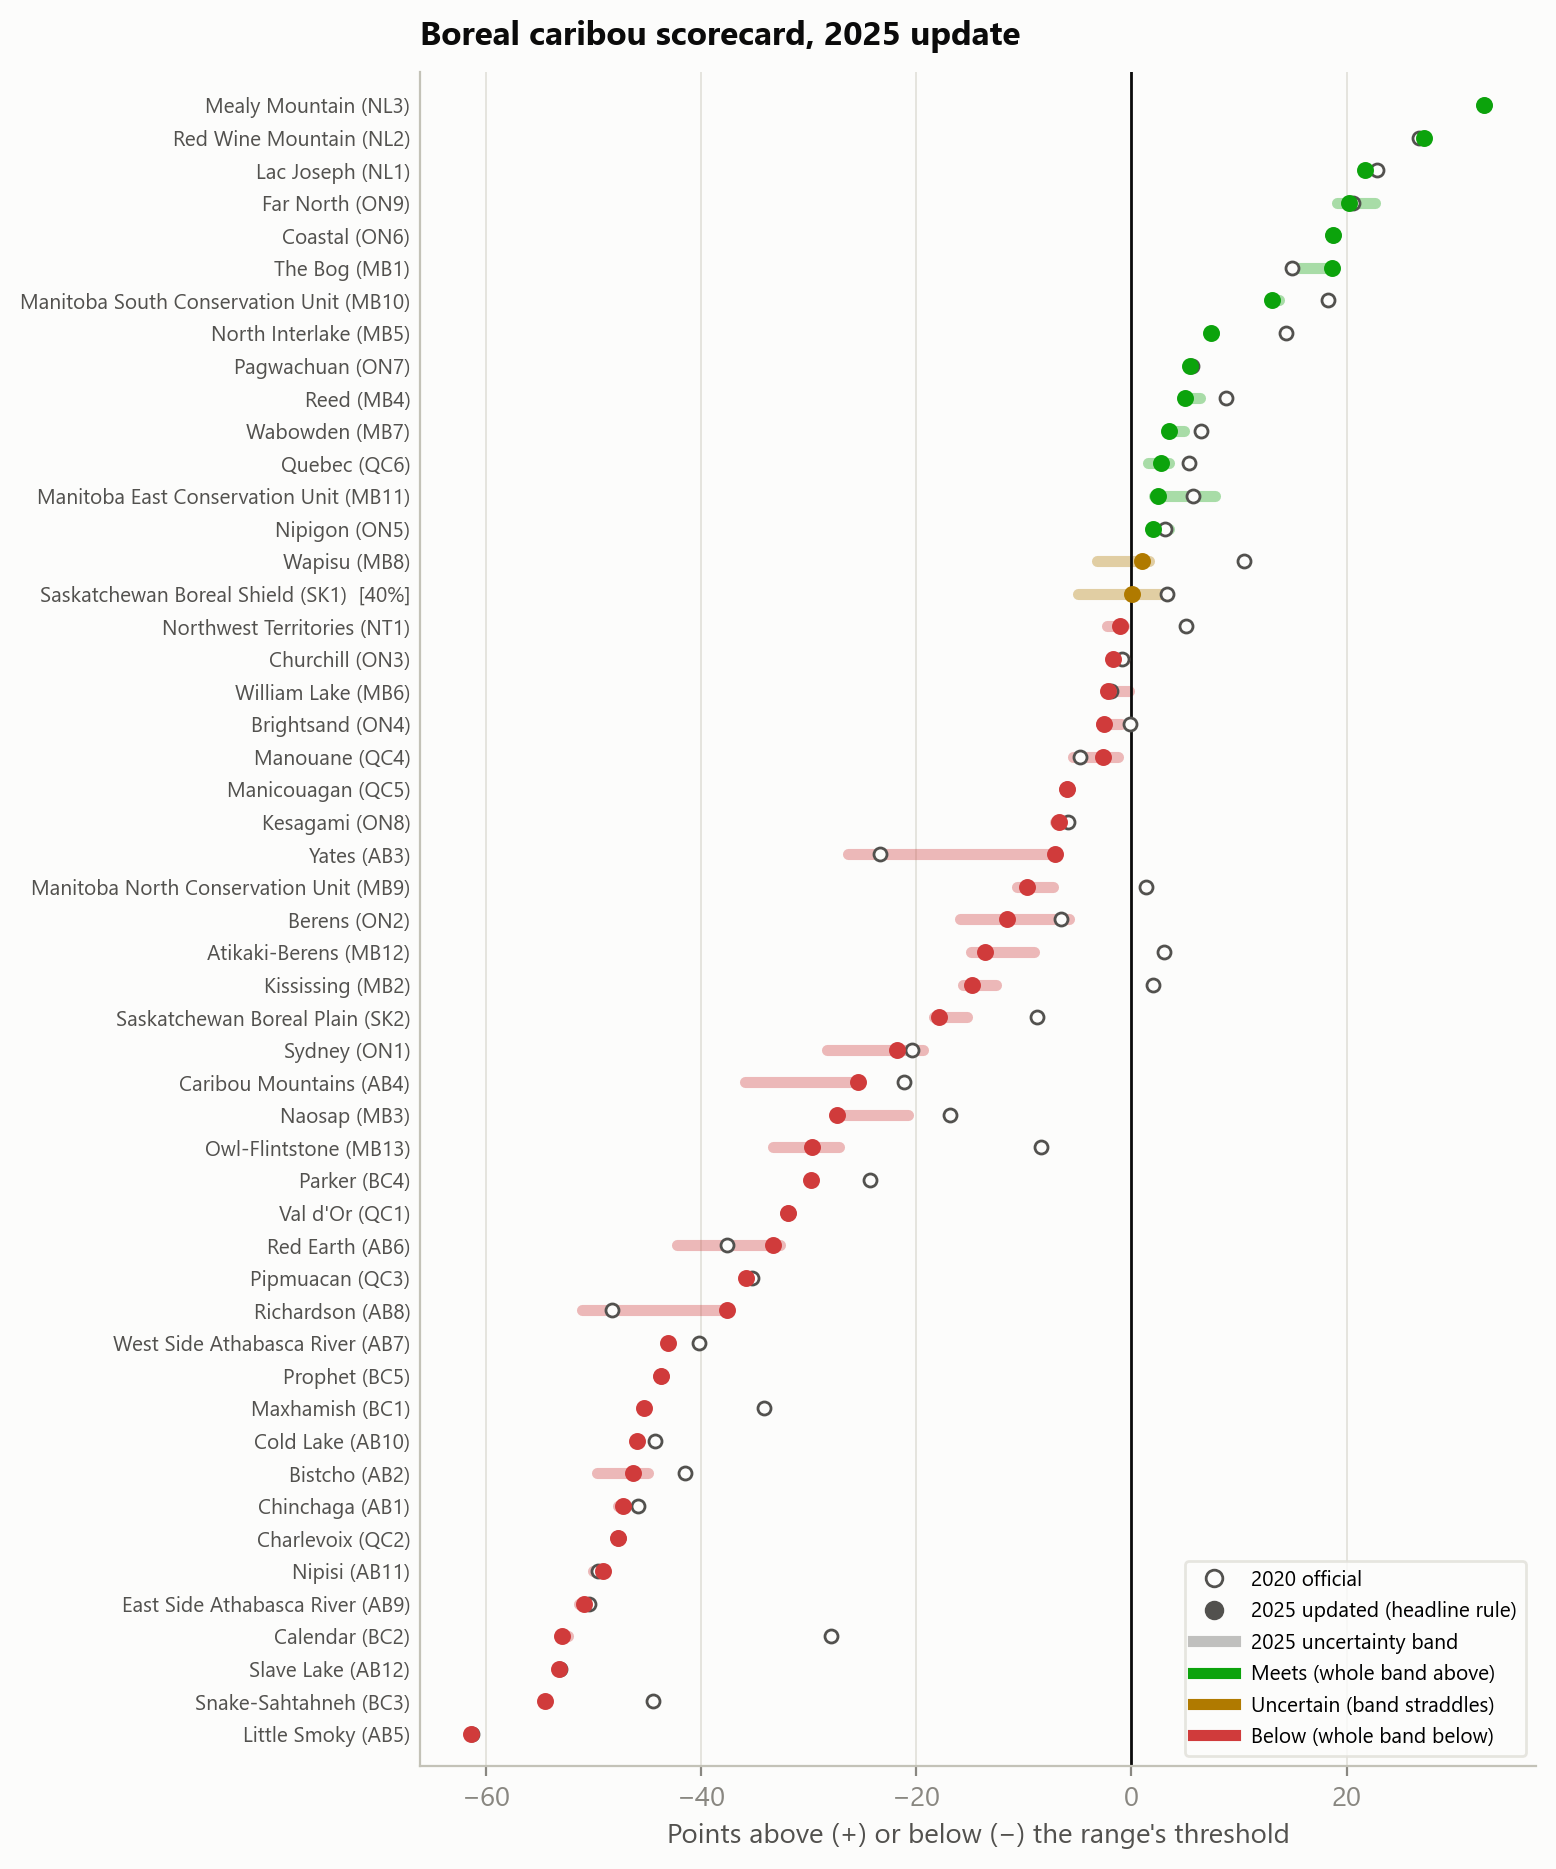 Boreal caribou scorecard, 2025 update
Mealy Mountain (NL3)
Red Wine Mountain (NL2)
Lac Joseph (NL1)
Far North (ON9)
Coastal (ON6)
The Bog (MB1)
Manitoba South Conservation Unit (MB10)
North Interlake (MB5)
Pagwachuan (ON7)
Reed (MB4)
Wabowden (MB7)
Quebec (QC6)
Manitoba East Conservation Unit (MB11)
Nipigon (ON5)
Wapisu (MB8)
Saskatchewan Boreal Shield (SK1)  [40%]
Northwest Territories (NT1)
Churchill (ON3)
William Lake (MB6)
Brightsand (ON4)
Manouane (QC4)
Manicouagan (QC5)
Kesagami (ON8)
Yates (AB3)
Manitoba North Conservation Unit (MB9)
Berens (ON2)
Atikaki-Berens (MB12)
Kississing (MB2)
Saskatchewan Boreal Plain (SK2)
Sydney (ON1)
Caribou Mountains (AB4)
Naosap (MB3)
Owl-Flintstone (MB13)
Parker (BC4)
Val d'Or (QC1)
Red Earth (AB6)
Pipmuacan (QC3)
Richardson (AB8)
West Side Athabasca River (AB7)
Prophet (BC5)
Maxhamish (BC1)
Cold Lake (AB10)
Bistcho (AB2)
Chinchaga (AB1)
Charlevoix (QC2)
Nipisi (AB11)
East Side Athabasca River (AB9)
Calendar (BC2)
Slave Lake (AB12)
Snake-Sahtahneh (BC3)
Little Smoky (AB5)
2020 official
2025 updated (headline rule)
2025 uncertainty band
Meets (whole band above)
Uncertain (band straddles)
Below (whole band below)
−60 −40 −20 0 20
Points above (+) or below (−) the range's threshold